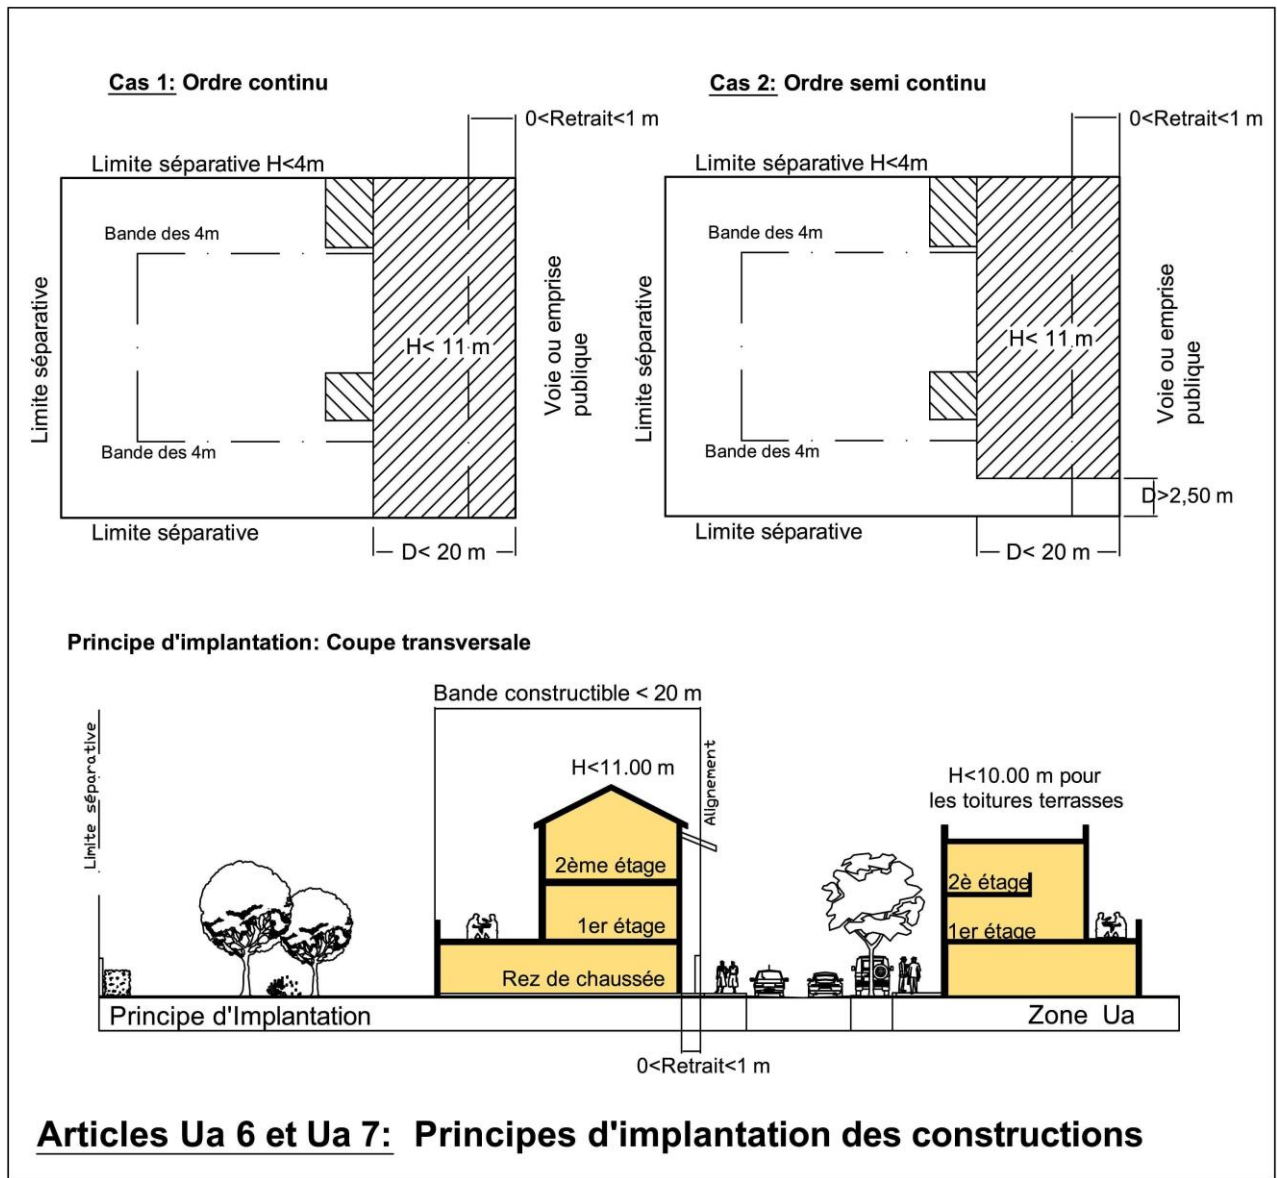 Cas 1: Ordre continu
0<Retrait<1 m
Limite séparative H<4m
Bande des 4m
Limite séparative
H< 11 m
Voie ou emprise
publique
Bande des 4m
Limite séparative
D< 20 m
Cas 2: Ordre semi continu
0<Retrait<1 m
Limite séparative H<4m
Bande des 4m
Limite séparative
H< 11 m
Voie ou emprise
publique
Bande des 4m
D>2,50 m
Limite séparative
D< 20 m
Principe d'implantation: Coupe transversale
Bande constructible < 20 m
Limite séparative
Alignement
H<11.00 m
H<10.00 m pour
les toitures terrasses
2ème étage
1er étage
Rez de chaussée
2è étage
1er étage
Principe d'Implantation
Zone Ua
0<Retrait<1 m
Articles Ua 6 et Ua 7: Principes d'implantation des constructions